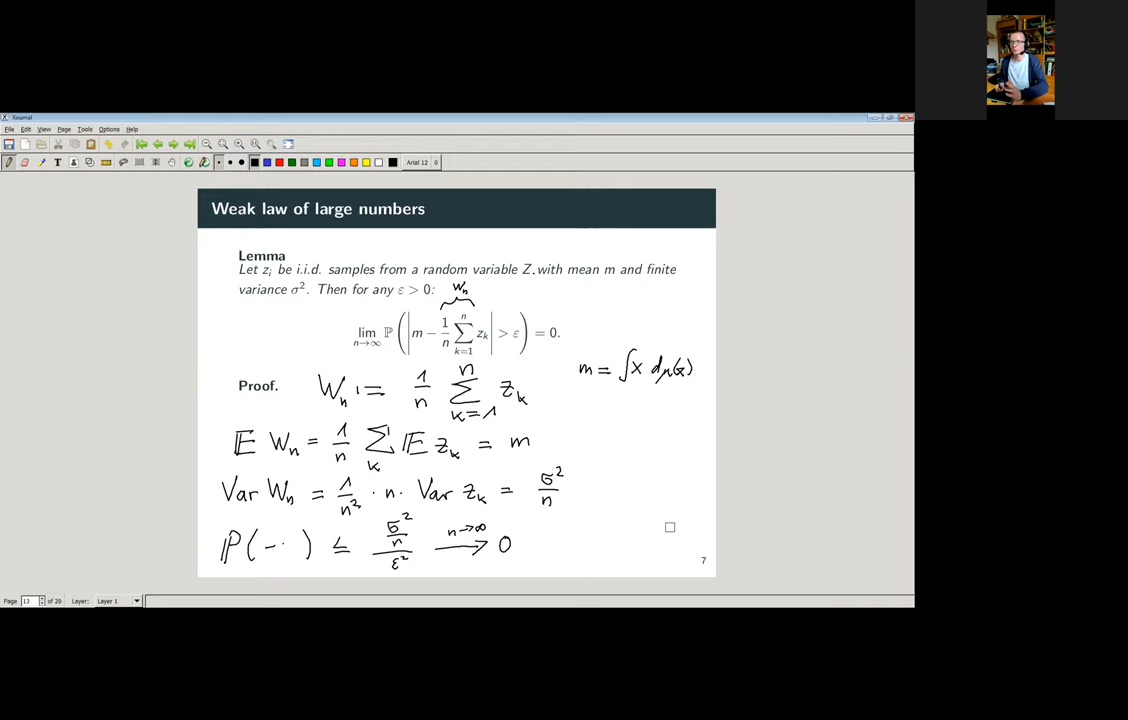 Xournal
File Edit View Page Tools Options Help
Arial 12
Weak law of large numbers
Lemma
Let z_i be i.i.d. samples from a random variable Z, with mean m and finite
variance σ². Then for any ε > 0:
W_n
lim_{n→∞} ℙ(|m − 1/n ∑_{k=1}^{n} z_k| > ε) = 0.
m = ∫ x dμ(x)
Proof. W_n := 1/n ∑_{k=1}^{n} z_k
𝔼 W_n = 1/n ∑_k 𝔼 z_k = m
Var W_n = 1/n² · n · Var z_k = σ²/n
ℙ(-··) ≤ (σ²/n)/ε² →^{n→∞} 0
□
7
Page 13 of 20 Layer: Layer 1